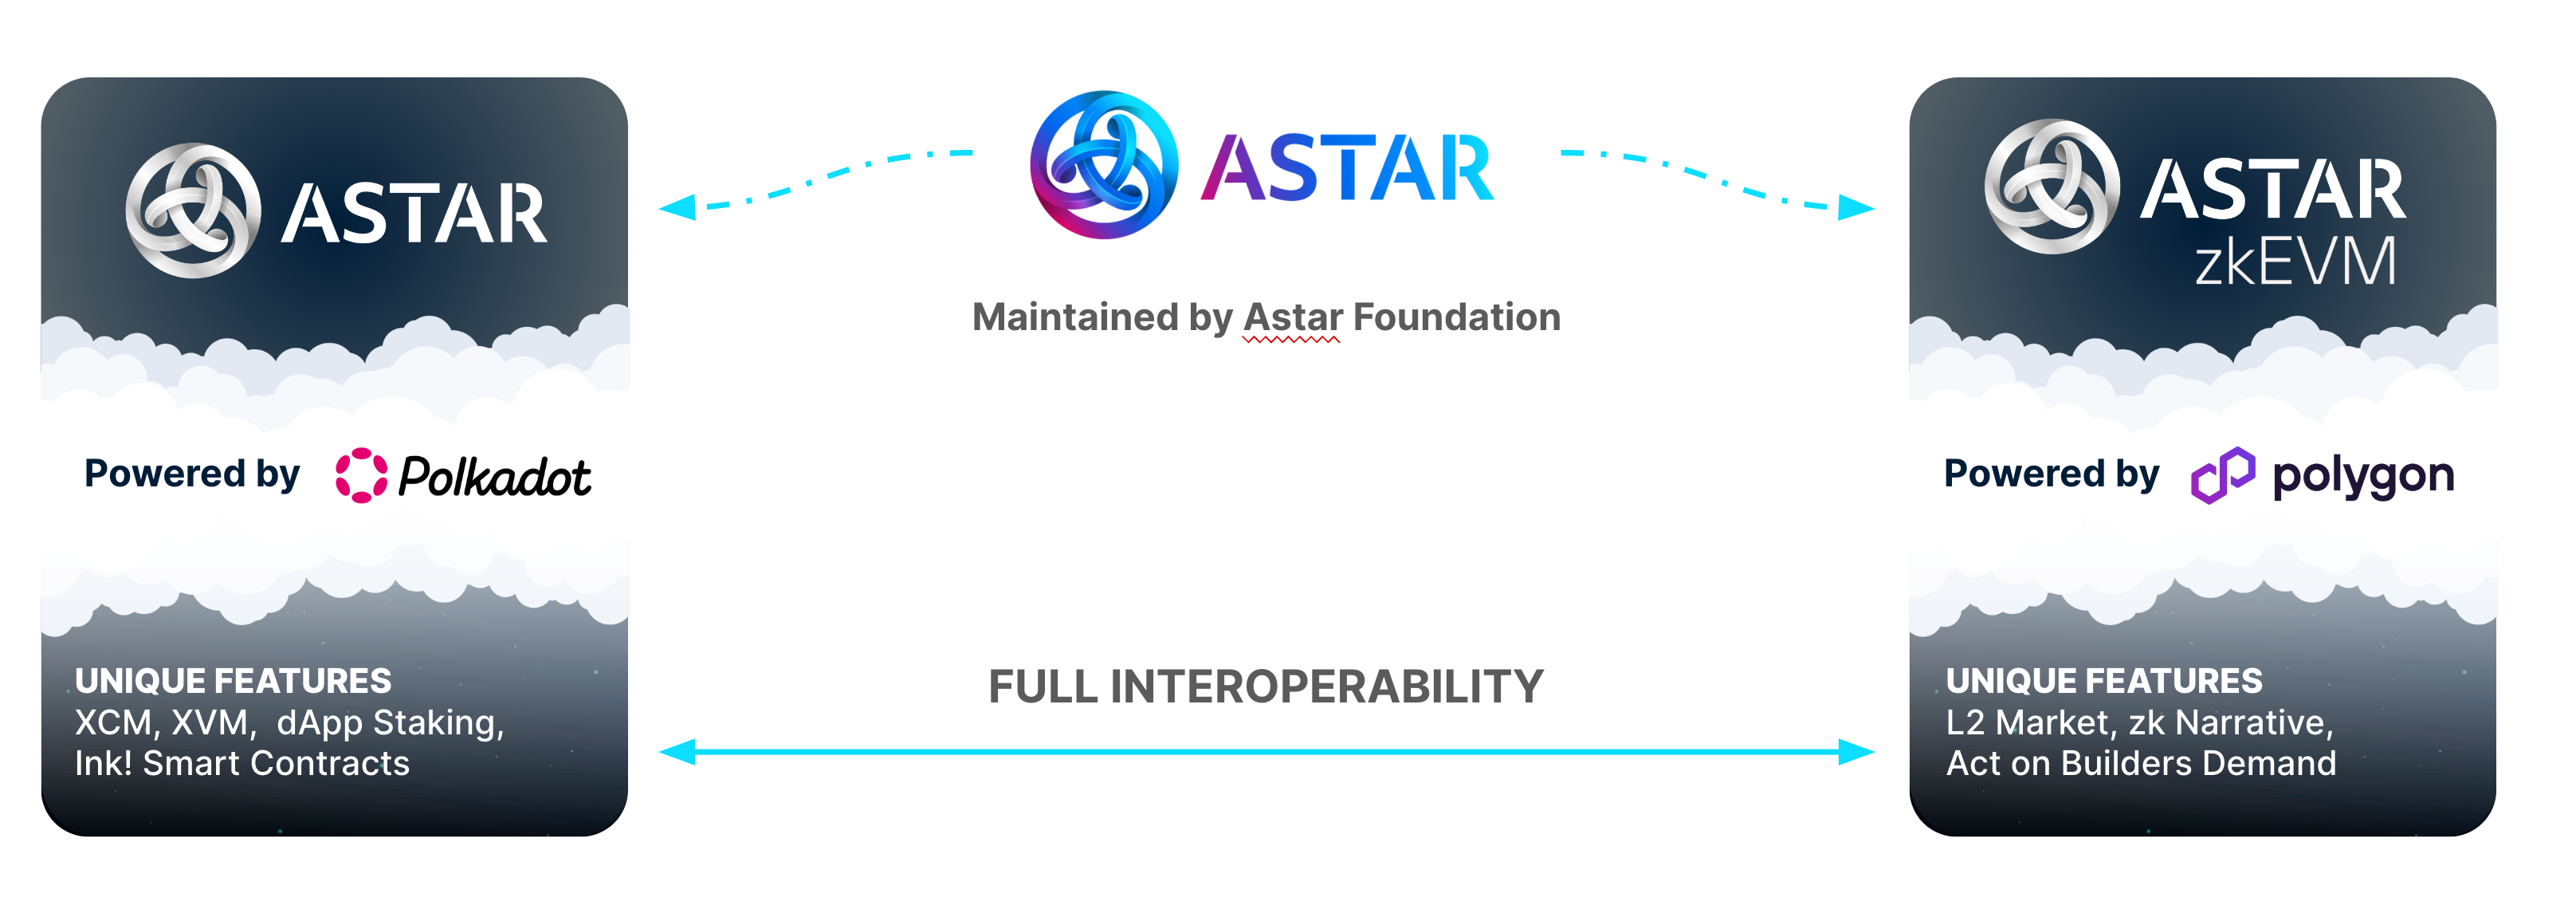 ASTAR
Powered by Polkadot
UNIQUE FEATURES
XCM, XVM, dApp Staking,
Ink! Smart Contracts
ASTAR
Maintained by Astar Foundation
FULL INTEROPERABILITY
ASTAR
zkEVM
Powered by polygon
UNIQUE FEATURES
L2 Market, zk Narrative,
Act on Builders Demand